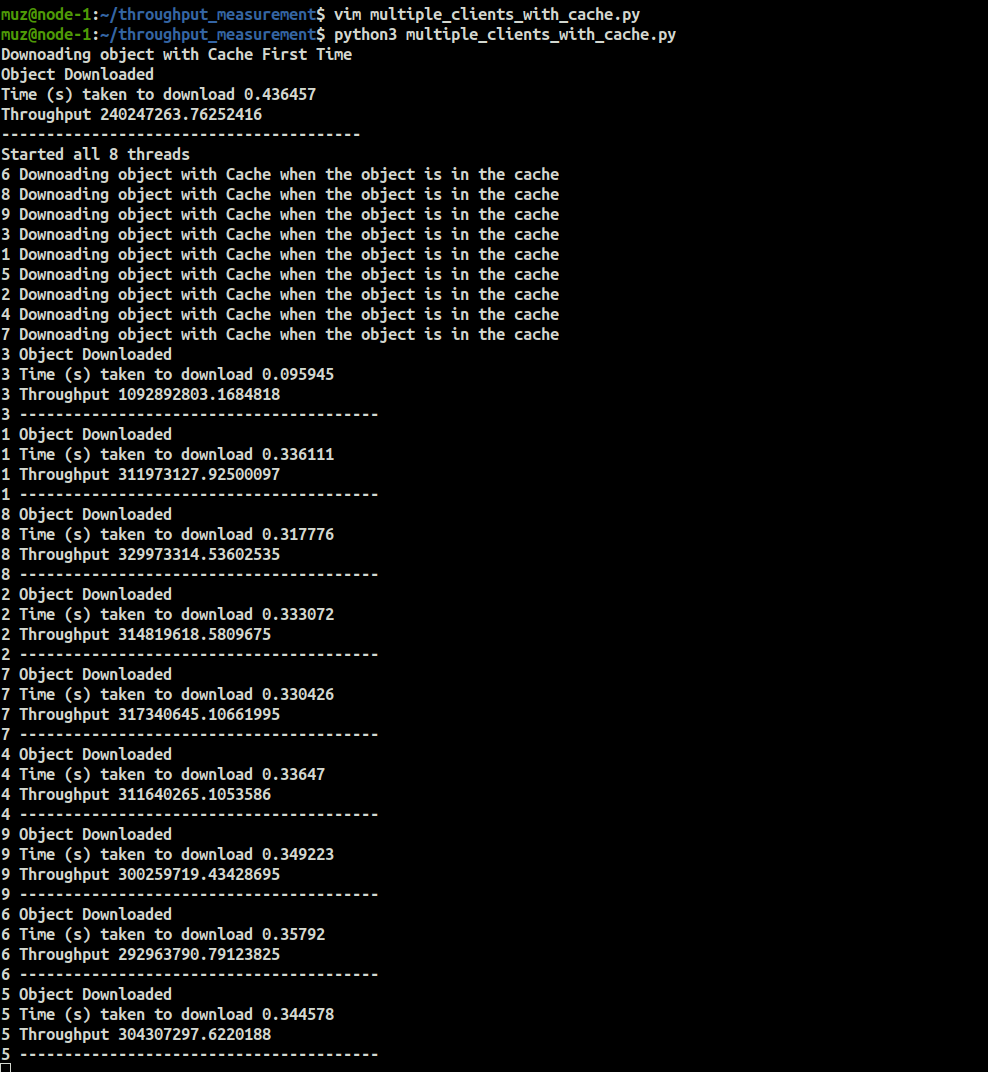 muz@node-1:~/throughput_measurement$ vim multiple_clients_with_cache.py
muz@node-1:~/throughput_measurement$ python3 multiple_clients_with_cache.py
Downoading object with Cache First Time
Object Downloaded
Time (s) taken to download 0.436457
Throughput 240247263.76252416
----------------------------------------
Started all 8 threads
6 Downoading object with Cache when the object is in the cache
8 Downoading object with Cache when the object is in the cache
9 Downoading object with Cache when the object is in the cache
3 Downoading object with Cache when the object is in the cache
1 Downoading object with Cache when the object is in the cache
5 Downoading object with Cache when the object is in the cache
2 Downoading object with Cache when the object is in the cache
4 Downoading object with Cache when the object is in the cache
7 Downoading object with Cache when the object is in the cache
3 Object Downloaded
3 Time (s) taken to download 0.095945
3 Throughput 1092892803.1684818
3 ----------------------------------------
1 Object Downloaded
1 Time (s) taken to download 0.336111
1 Throughput 311973127.92500097
1 ----------------------------------------
8 Object Downloaded
8 Time (s) taken to download 0.317776
8 Throughput 329973314.53602535
8 ----------------------------------------
2 Object Downloaded
2 Time (s) taken to download 0.333072
2 Throughput 314819618.5809675
2 ----------------------------------------
7 Object Downloaded
7 Time (s) taken to download 0.330426
7 Throughput 317340645.10661995
7 ----------------------------------------
4 Object Downloaded
4 Time (s) taken to download 0.33647
4 Throughput 311640265.1053586
4 ----------------------------------------
9 Object Downloaded
9 Time (s) taken to download 0.349223
9 Throughput 300259719.43428695
9 ----------------------------------------
6 Object Downloaded
6 Time (s) taken to download 0.35792
6 Throughput 292963790.79123825
6 ----------------------------------------
5 Object Downloaded
5 Time (s) taken to download 0.344578
5 Throughput 304307297.6220188
5 ----------------------------------------